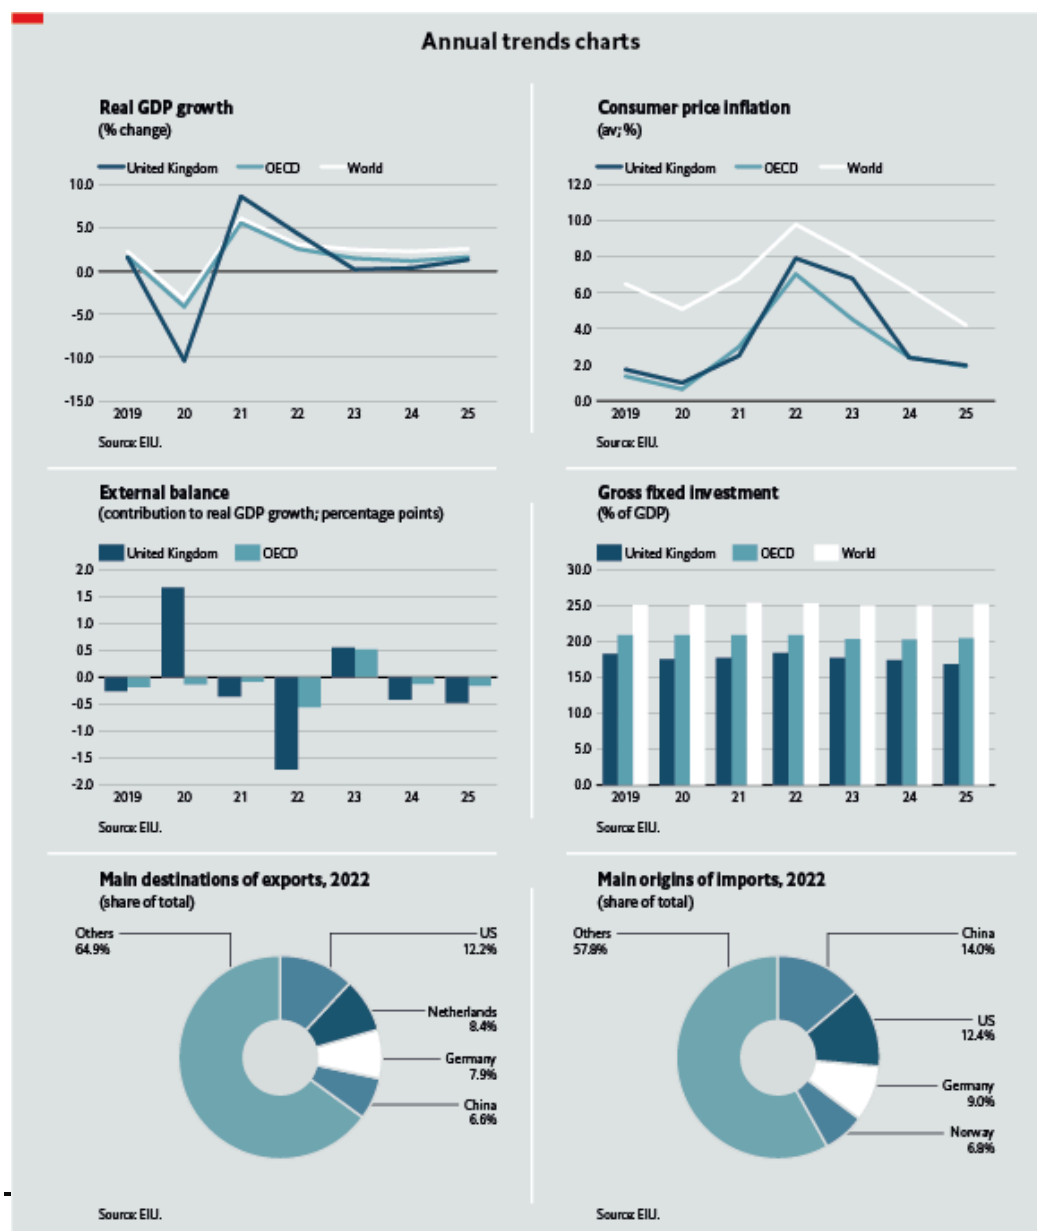 Annual trends charts
Real GDP growth
(% change)
United Kingdom OECD World
10.0
5.0
0.0
-5.0
-10.0
-15.0
2019 20 21 22 23 24 25
Source: EIU.
Consumer price inflation
(av; %)
United Kingdom OECD World
12.0
10.0
8.0
6.0
4.0
2.0
0.0
2019 20 21 22 23 24 25
Source: EIU.
External balance
(contribution to real GDP growth; percentage points)
United Kingdom OECD
2.0
1.5
1.0
0.5
0.0
-0.5
-1.0
-1.5
-2.0
2019 20 21 22 23 24 25
Source: EIU.
Gross fixed investment
(% of GDP)
United Kingdom OECD World
30.0
25.0
20.0
15.0
10.0
5.0
0.0
2019 20 21 22 23 24 25
Source: EIU.
Main destinations of exports, 2022
(share of total)
Others
64.9%
US
12.2%
Netherlands
8.4%
Germany
7.9%
China
6.6%
Source: EIU.
Main origins of imports, 2022
(share of total)
Others
57.8%
China
14.0%
US
12.4%
Germany
9.0%
Norway
6.8%
Source: EIU.